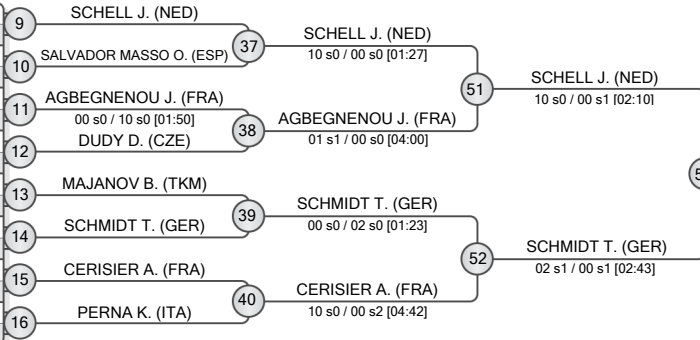 9
SCHELL J. (NED)
10
SALVADOR MASSO O. (ESP)
37
SCHELL J. (NED)
10 s0 / 00 s0 [01:27]
11
AGBEGNENOU J. (FRA)
00 s0 / 10 s0 [01:50]
12
DUDY D. (CZE)
38
AGBEGNENOU J. (FRA)
01 s1 / 00 s0 [04:00]
51
SCHELL J. (NED)
10 s0 / 00 s1 [02:10]
13
MAJANOV B. (TKM)
14
SCHMIDT T. (GER)
39
SCHMIDT T. (GER)
00 s0 / 02 s0 [01:23]
15
CERISIER A. (FRA)
16
PERNA K. (ITA)
40
CERISIER A. (FRA)
10 s0 / 00 s2 [04:42]
52
SCHMIDT T. (GER)
02 s1 / 00 s1 [02:43]